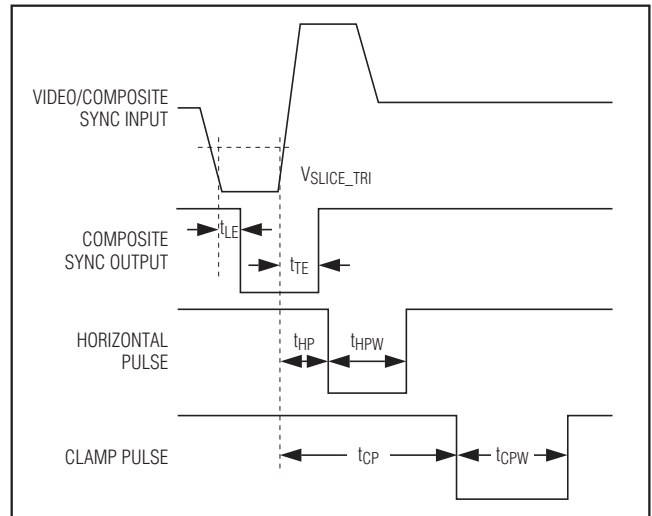 VIDEO/COMPOSITE
SYNC INPUT
VSLICE_TRI
COMPOSITE
SYNC OUTPUT
tLE
tTE
HORIZONTAL
PULSE
tHP
tHPW
CLAMP PULSE
tCP
tCPW